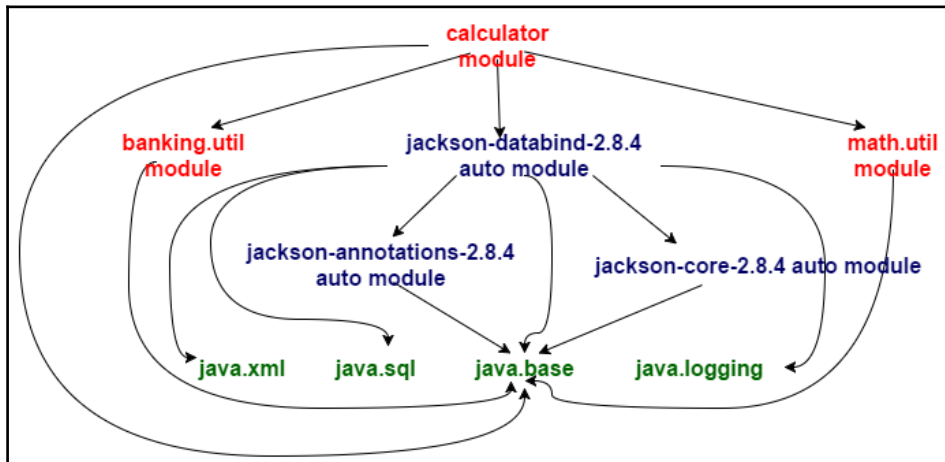 calculator
module
banking.util
module
jackson-databind-2.8.4
auto module
math.util
module
jackson-annotations-2.8.4
auto module
jackson-core-2.8.4 auto module
java.xml
java.sql
java.base
java.logging